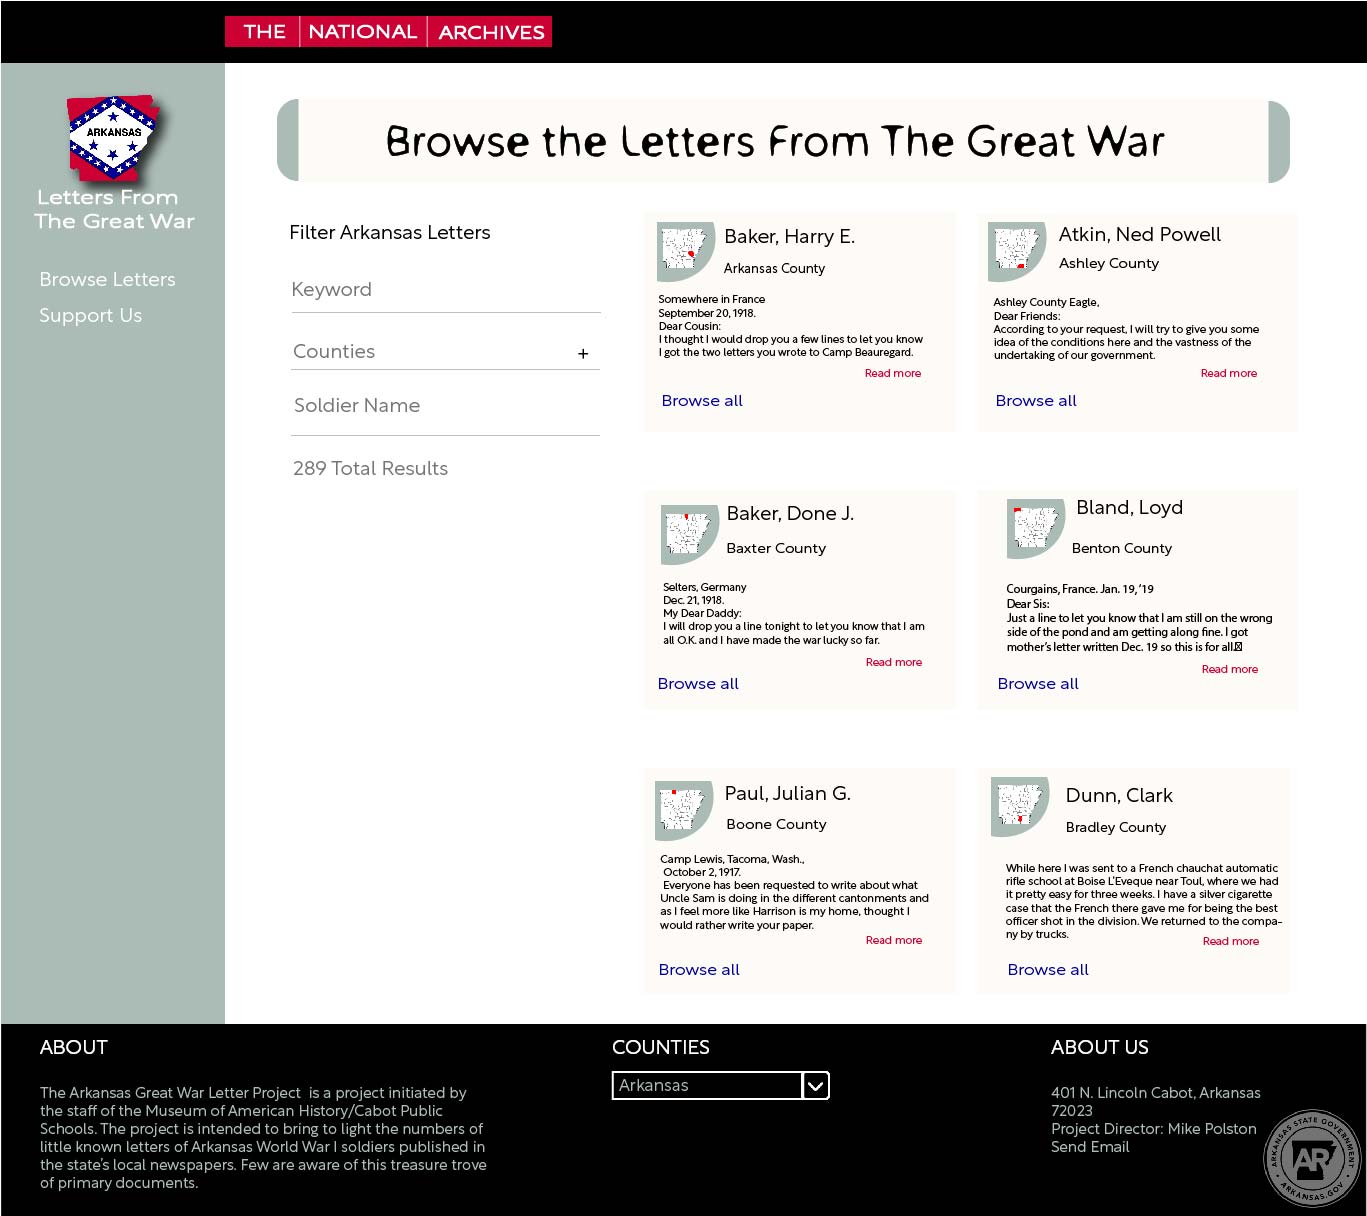 THE NATIONAL ARCHIVES
ARKANSAS
Letters From
The Great War
Browse Letters
Support Us
Browse the Letters From The Great War
Filter Arkansas Letters
Keyword
Counties +
Soldier Name
289 Total Results
Baker, Harry E.
Arkansas County
Somewhere in France
September 20, 1918.
Dear Cousin:
I thought I would drop you a few lines to let you know
I got the two letters you wrote to Camp Beauregard.
Read more
Browse all
Atkin, Ned Powell
Ashley County
Ashley County Eagle,
Dear Friends:
According to your request, I will try to give you some
idea of the conditions here and the vastness of the
undertaking of our government.
Read more
Browse all
Baker, Done J.
Baxter County
Selters, Germany
Dec. 21, 1918.
My Dear Daddy:
I will drop you a line tonight to let you know that I am
all O.K. and I have made the war lucky so far.
Read more
Browse all
Bland, Loyd
Benton County
Courgains, France. Jan. 19, ‘19
Dear Sis:
Just a line to let you know that I am still on the wrong
side of the pond and am getting along fine. I got
mother’s letter written Dec. 19 so this is for all.
Read more
Browse all
Paul, Julian G.
Boone County
Camp Lewis, Tacoma, Wash.,
October 2, 1917.
Everyone has been requested to write about what
Uncle Sam is doing in the different cantonments and
as I feel more like Harrison is my home, thought I
would rather write your paper.
Read more
Browse all
Dunn, Clark
Bradley County
While here I was sent to a French chauchat automatic
rifle school at Boise L’Eveque near Toul, where we had
it pretty easy for three weeks. I have a silver cigarette
case that the French there gave me for being the best
officer shot in the division. We returned to the compa-
ny by trucks.
Read more
Browse all
ABOUT
The Arkansas Great War Letter Project is a project initiated by
the staff of the Museum of American History/Cabot Public
Schools. The project is intended to bring to light the numbers of
little known letters of Arkansas World War I soldiers published in
the state’s local newspapers. Few are aware of this treasure trove
of primary documents.
COUNTIES
Arkansas
ABOUT US
401 N. Lincoln Cabot, Arkansas
72023
Project Director: Mike Polston
Send Email
ARKANSAS STATE GOVERNMENT
AR
ARKANSAS.GOV